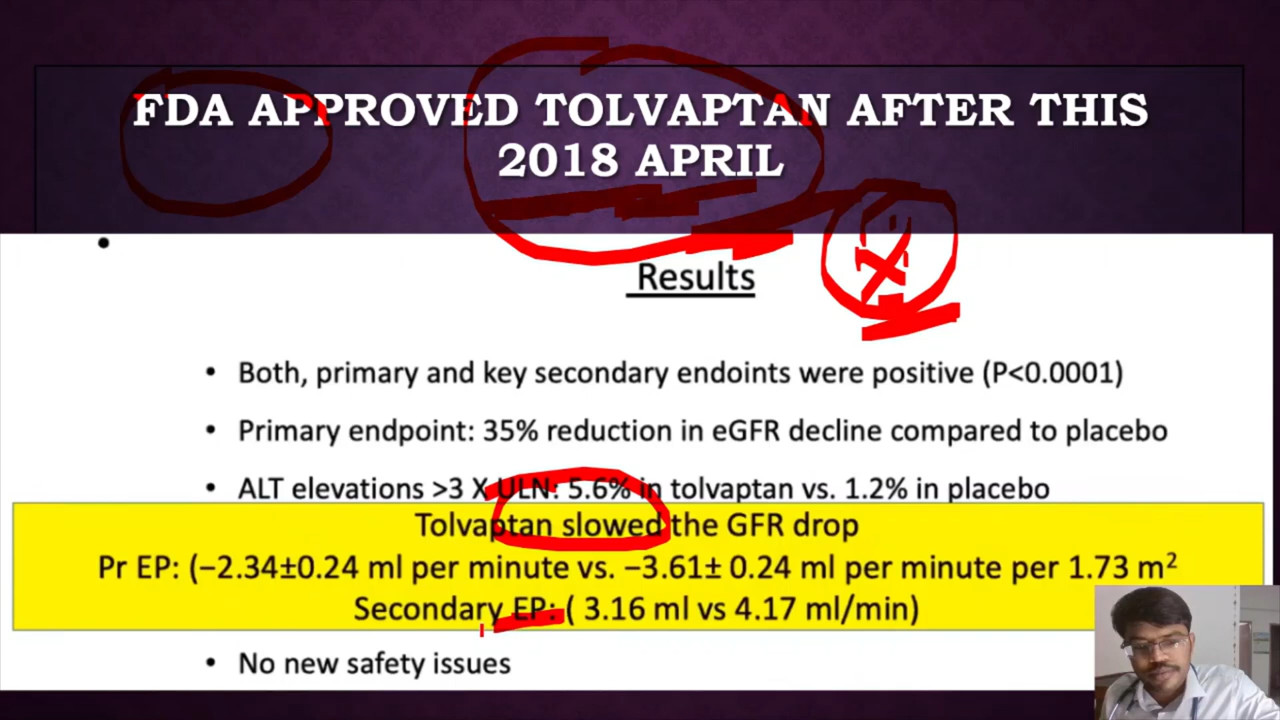 FDA APPROVED TOLVAPTAN AFTER THIS
2018 APRIL
Results
• Both, primary and key secondary endoints were positive (P<0.0001)
• Primary endpoint: 35% reduction in eGFR decline compared to placebo
• ALT elevations >3 X ULN: 5.6% in tolvaptan vs. 1.2% in placebo
Tolvaptan slowed the GFR drop
Pr EP: (−2.34±0.24 ml per minute vs. −3.61± 0.24 ml per minute per 1.73 m²
Secondary EP: ( 3.16 ml vs 4.17 ml/min)
• No new safety issues